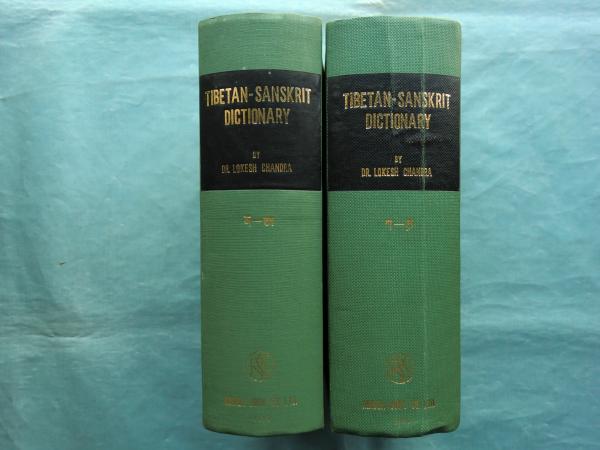 TIBETAN-SANSKRIT
DICTIONARY
BY
DR. LOKESH CHANDRA
TIBETAN-SANSKRIT
DICTIONARY
BY
DR. LOKESH CHANDRA